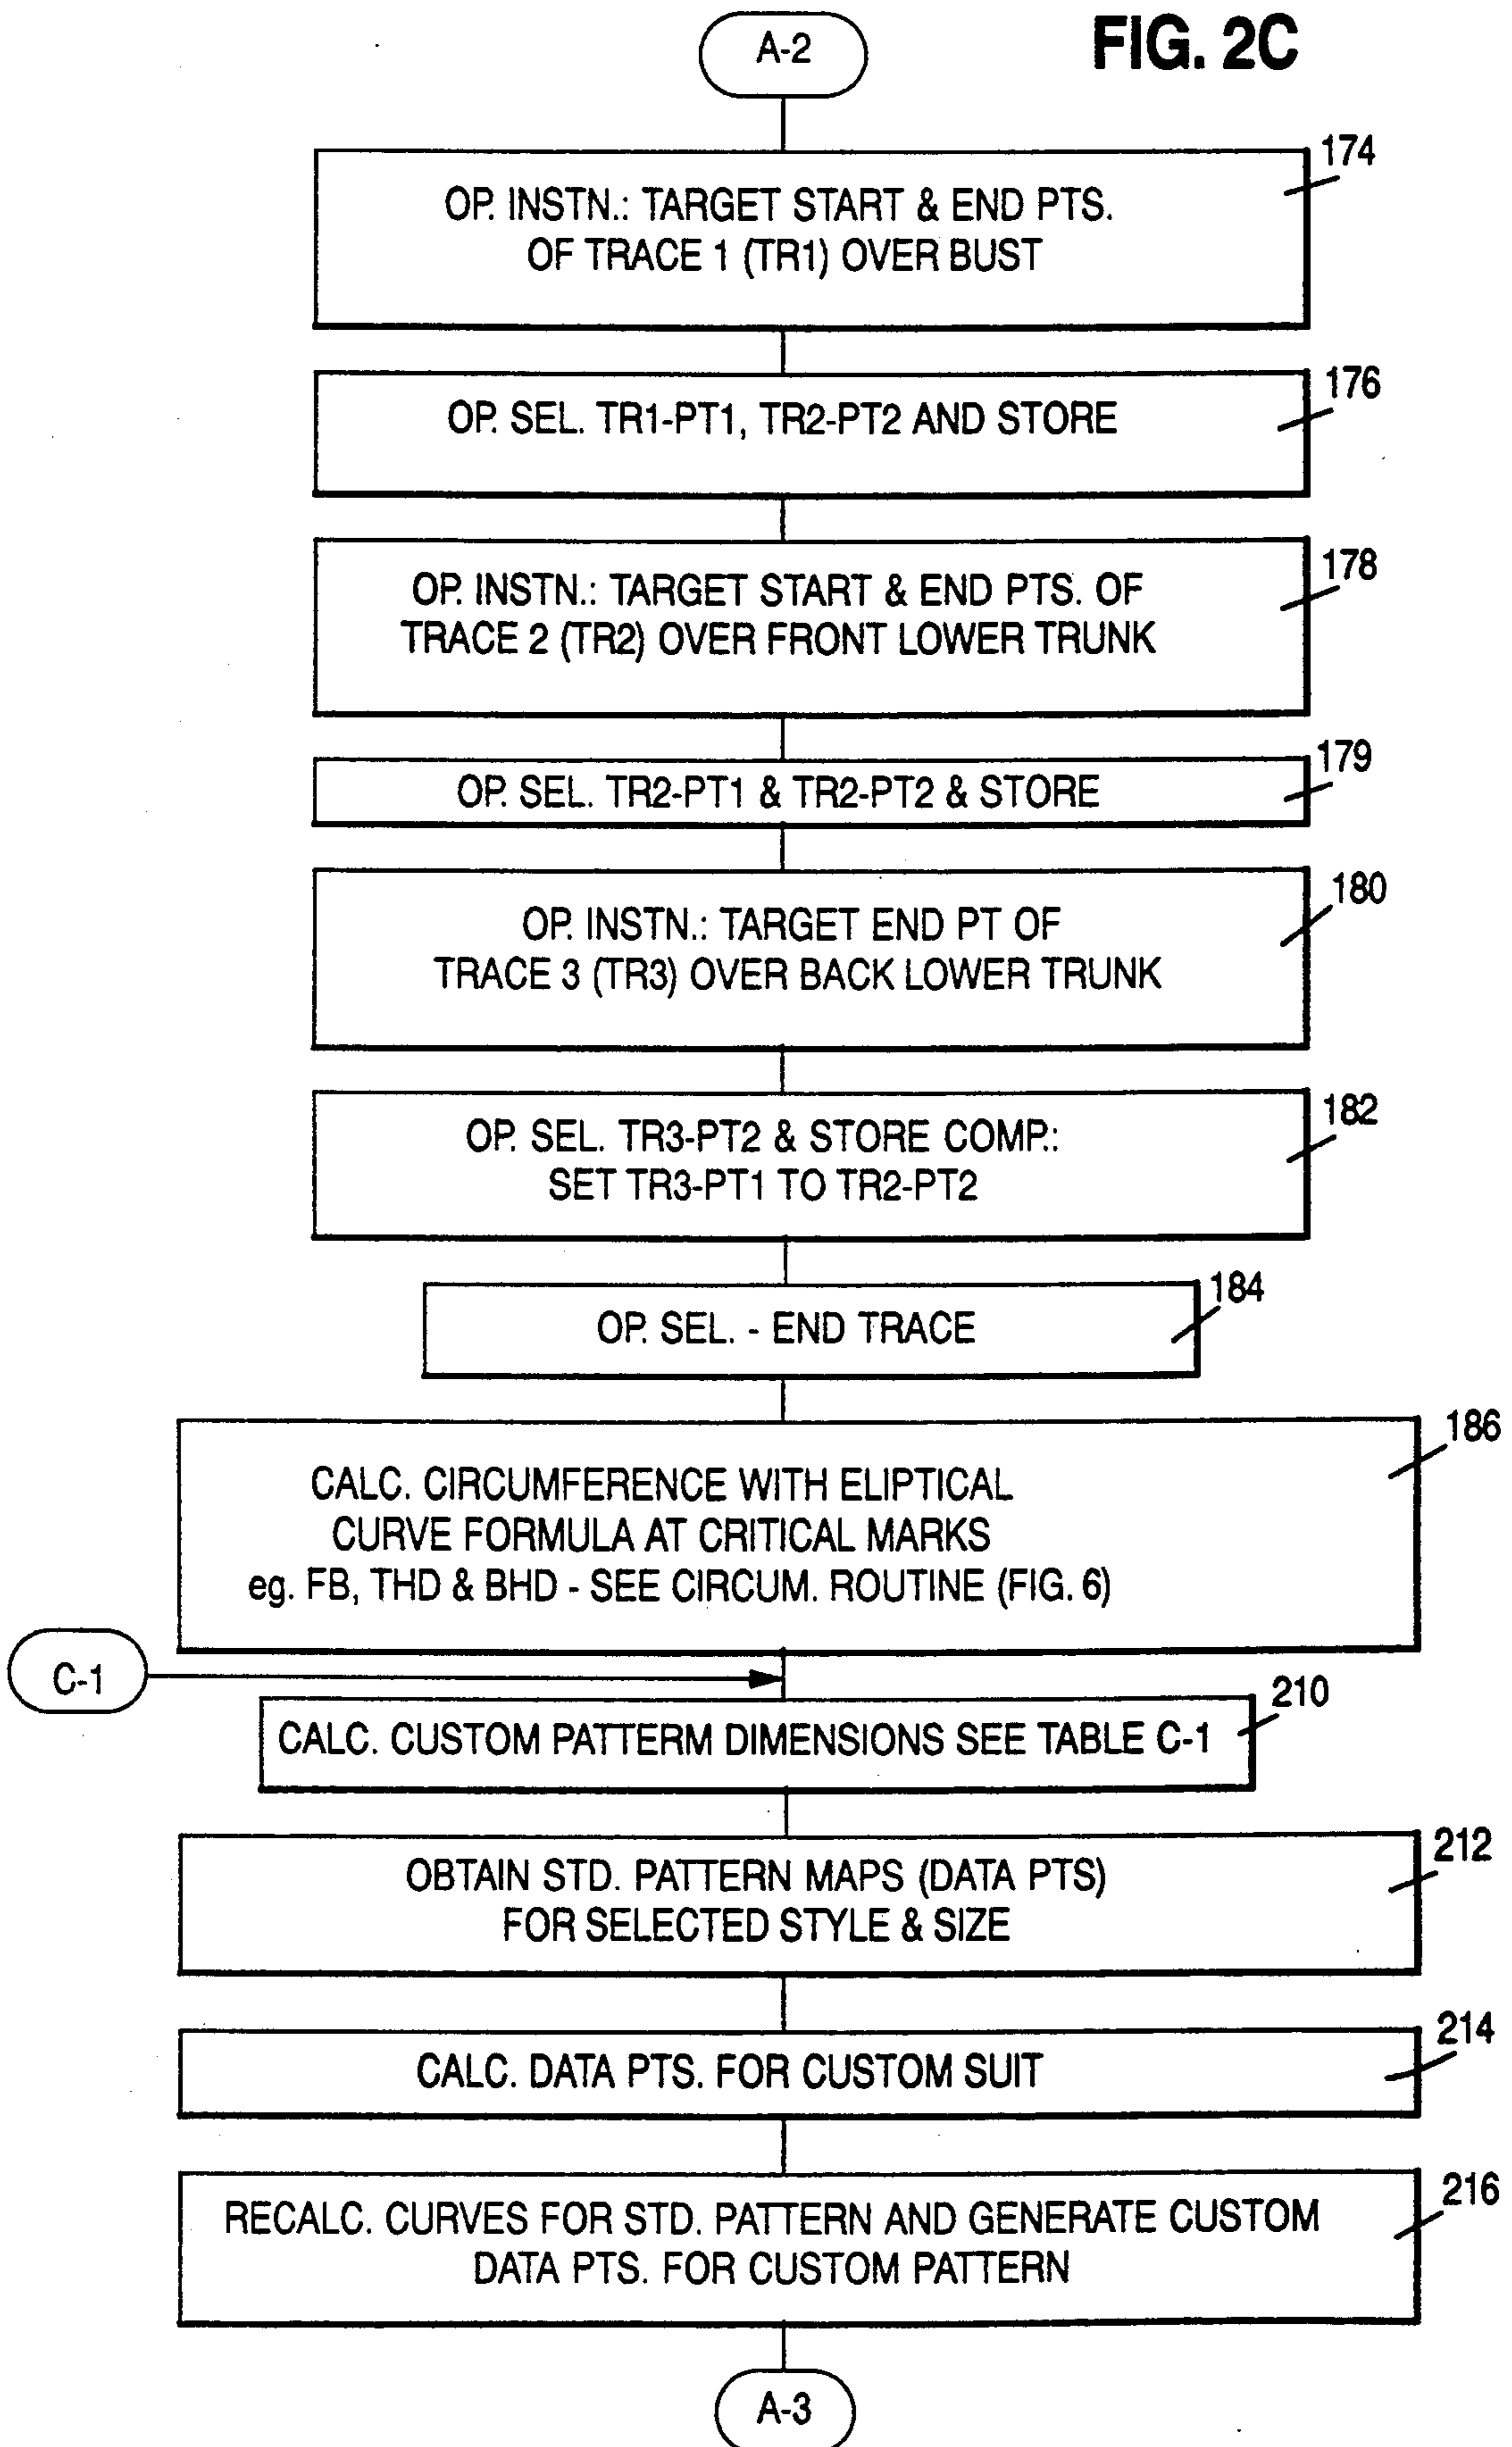 FIG. 2C
A-2
174
OP. INSTN.: TARGET START & END PTS.
OF TRACE 1 (TR1) OVER BUST
176
OP. SEL. TR1-PT1, TR2-PT2 AND STORE
178
OP. INSTN.: TARGET START & END PTS. OF
TRACE 2 (TR2) OVER FRONT LOWER TRUNK
179
OP. SEL. TR2-PT1 & TR2-PT2 & STORE
180
OP. INSTN.: TARGET END PT OF
TRACE 3 (TR3) OVER BACK LOWER TRUNK
182
OP. SEL. TR3-PT2 & STORE COMP.:
SET TR3-PT1 TO TR2-PT2
184
OP. SEL. - END TRACE
186
CALC. CIRCUMFERENCE WITH ELIPTICAL
CURVE FORMULA AT CRITICAL MARKS
eg. FB, THD & BHD - SEE CIRCUM. ROUTINE (FIG. 6)
C-1
210
CALC. CUSTOM PATTERM DIMENSIONS SEE TABLE C-1
212
OBTAIN STD. PATTERN MAPS (DATA PTS)
FOR SELECTED STYLE & SIZE
214
CALC. DATA PTS. FOR CUSTOM SUIT
216
RECALC. CURVES FOR STD. PATTERN AND GENERATE CUSTOM
DATA PTS. FOR CUSTOM PATTERN
A-3